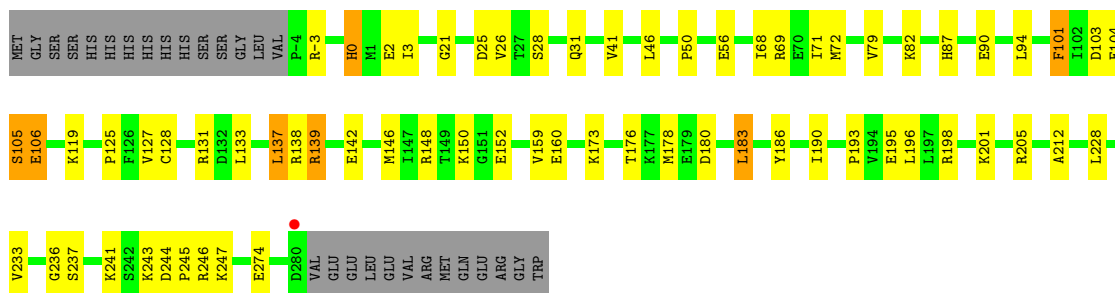 MET GLY SER SER HIS HIS HIS HIS HIS HIS SER SER GLY LEU VAL P-4 R-3 H0 M1 E2 I3 G21 D25 V26 T27 S28 Q31 V41 L46 P50 E56 I68 R69 E70 I71 M72 V79 K82 H87 E90 L94 F101 I102 D103
S105 E106 K119 P125 F126 V127 C128 R131 D132 L133 L137 R138 R139 E142 M146 I147 R148 T149 K150 G151 E152 V159 E160 K173 T176 K177 M178 E179 D180 L183 Y186 I190 P193 V194 E195 L196 L197 R198 K201 R205 A212 L228
V233 G236 S237 K241 S242 K243 D244 P245 R246 K247 E274 D280 VAL GLU GLU LEU GLU VAL ARG MET GLN GLU ARG GLY TRP